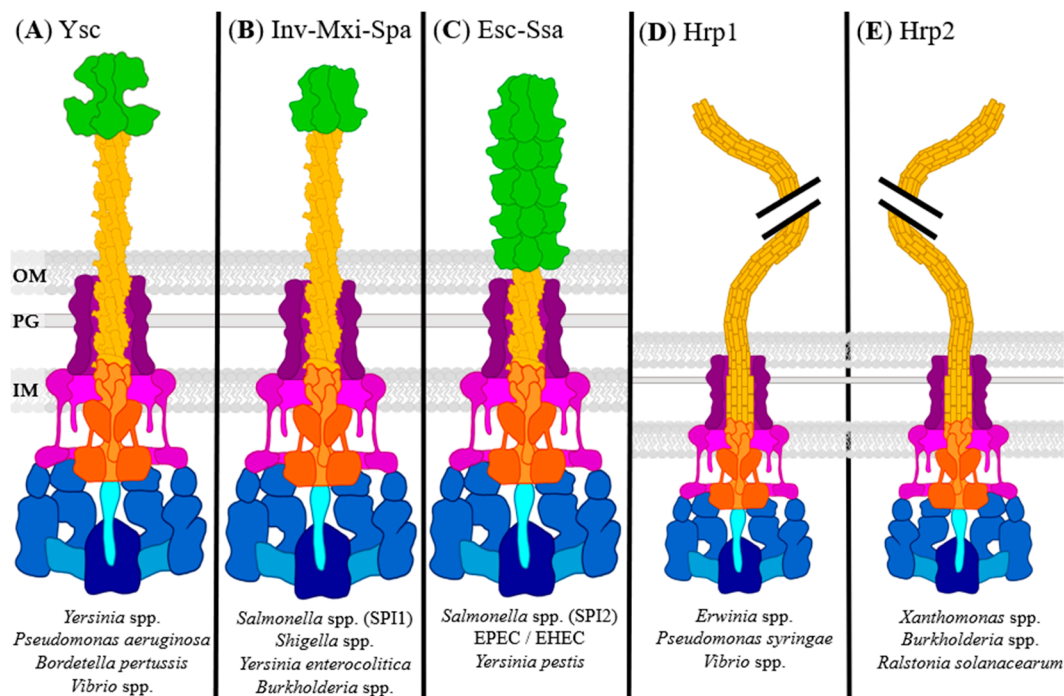 (A) Ysc
(B) Inv-Mxi-Spa
(C) Esc-Ssa
(D) Hrp1
(E) Hrp2
OM
PG
IM
Yersinia spp.
Pseudomonas aeruginosa
Bordetella pertussis
Vibrio spp.
Salmonella spp. (SPI1)
Shigella spp.
Yersinia enterocolitica
Burkholderia spp.
Salmonella spp. (SPI2)
EPEC / EHEC
Yersinia pestis
Erwinia spp.
Pseudomonas syringae
Vibrio spp.
Xanthomonas spp.
Burkholderia spp.
Ralstonia solanacearum